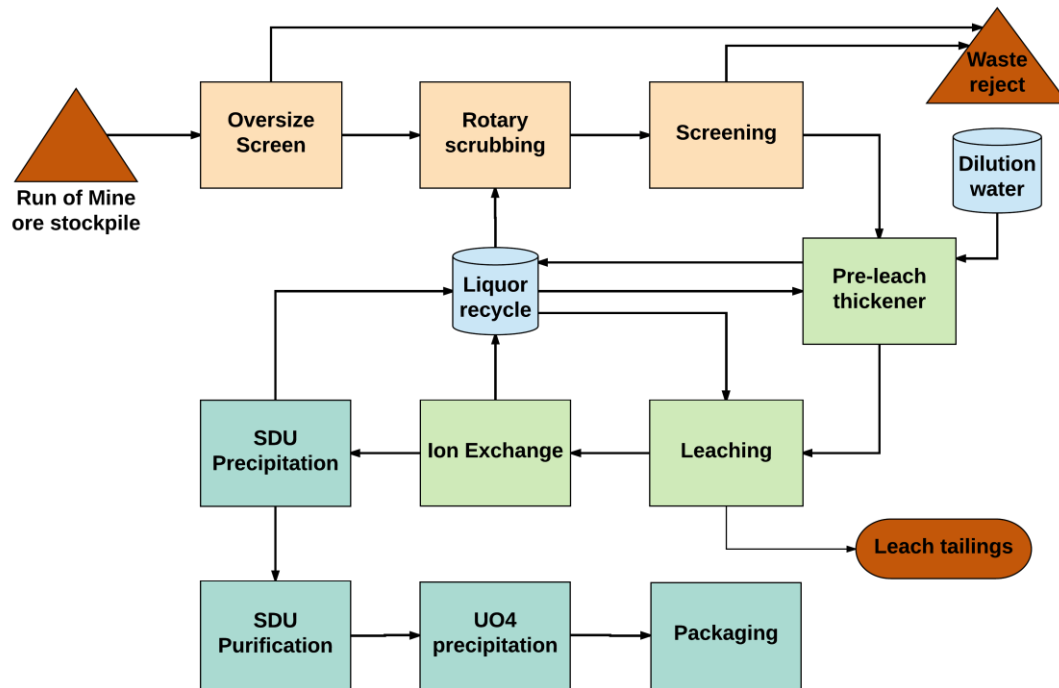 Waste
reject
Oversize
Screen
Rotary
scrubbing
Screening
Run of Mine
ore stockpile
Dilution
water
Liquor
recycle
Pre-leach
thickener
SDU
Precipitation
Ion Exchange
Leaching
Leach tailings
SDU
Purification
UO4
precipitation
Packaging